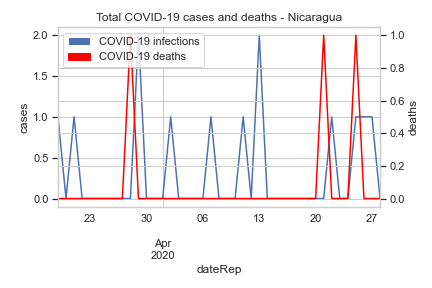 Total COVID-19 cases and deaths - Nicaragua
COVID-19 infections
COVID-19 deaths
2.0
1.5
1.0
0.5
0.0
cases
1.0
0.8
0.6
0.4
0.2
0.0
deaths
23 30 06 13 20 27
Apr
2020
dateRep